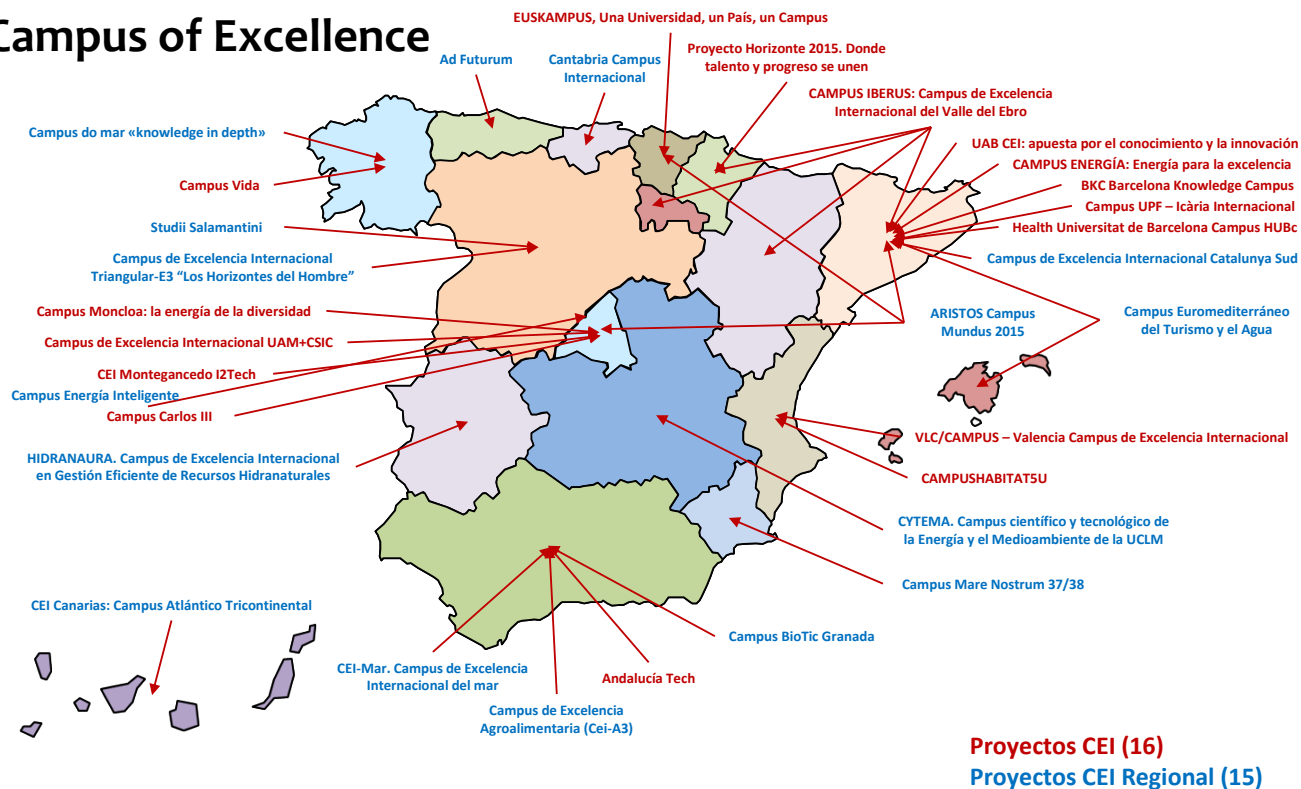 Campus of Excellence
EUSKAMPUS, Una Universidad, un País, un Campus
Ad Futurum
Cantabria Campus
Internacional
Proyecto Horizonte 2015. Donde
talento y progreso se unen
CAMPUS IBERUS: Campus de Excelencia
Internacional del Valle del Ebro
Campus do mar «knowledge in depth»
Campus Vida
Studii Salamantini
Campus de Excelencia Internacional
Triangular-E3 “Los Horizontes del Hombre”
Campus Moncloa: la energía de la diversidad
Campus de Excelencia Internacional UAM+CSIC
CEI Montegancedo I2Tech
Campus Energía Inteligente
Campus Carlos III
HIDRANAURA. Campus de Excelencia Internacional
en Gestión Eficiente de Recursos Hidranaturales
UAB CEI: apuesta por el conocimiento y la innovación
CAMPUS ENERGÍA: Energía para la excelencia
BKC Barcelona Knowledge Campus
Campus UPF – Icària Internacional
Health Universitat de Barcelona Campus HUBc
Campus de Excelencia Internacional Catalunya Sud
ARISTOS Campus
Mundus 2015
Campus Euromediterráneo
del Turismo y el Agua
VLC/CAMPUS – Valencia Campus de Excelencia Internacional
CAMPUSHABITAT5U
CYTEMA. Campus científico y tecnológico de
la Energía y el Medioambiente de la UCLM
Campus Mare Nostrum 37/38
CEI Canarias: Campus Atlántico Tricontinental
Campus BioTic Granada
CEI-Mar. Campus de Excelencia
Internacional del mar
Andalucía Tech
Campus de Excelencia
Agroalimentaria (Cei-A3)
Proyectos CEI (16)
Proyectos CEI Regional (15)